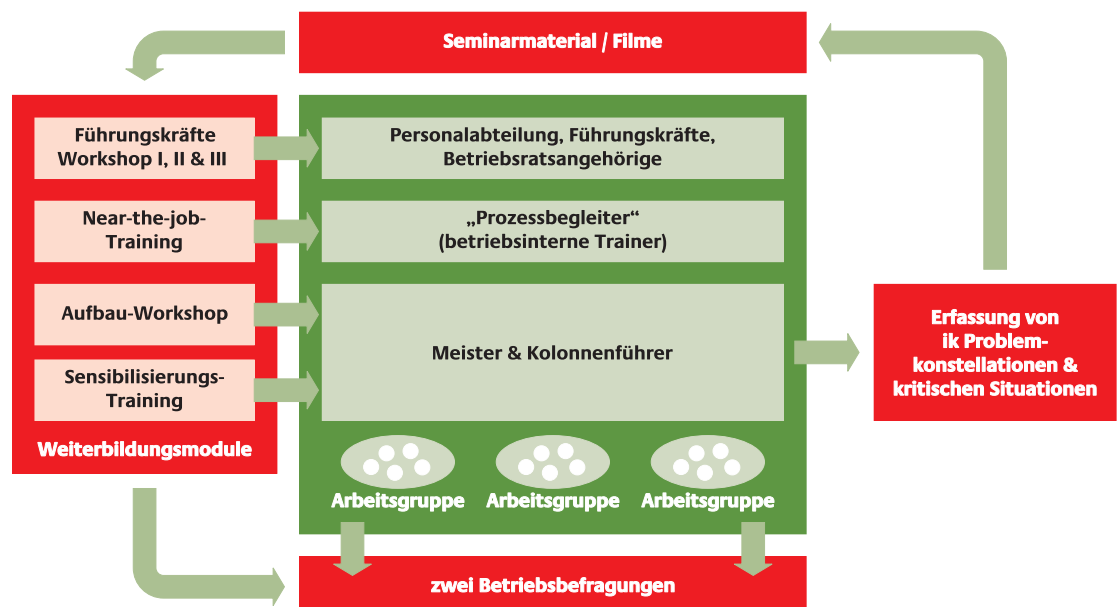 Seminarmaterial / Filme
Führungskräfte
Workshop I, II & III
Near-the-job-
Training
Aufbau-Workshop
Sensibilisierungs-
Training
Weiterbildungsmodule
Personalabteilung, Führungskräfte,
Betriebsratsangehörige
„Prozessbegleiter“
(betriebsinterne Trainer)
Meister & Kolonnenführer
Arbeitsgruppe
Arbeitsgruppe
Arbeitsgruppe
Erfassung von
ik Problem-
konstellationen &
kritischen Situationen
zwei Betriebsbefragungen